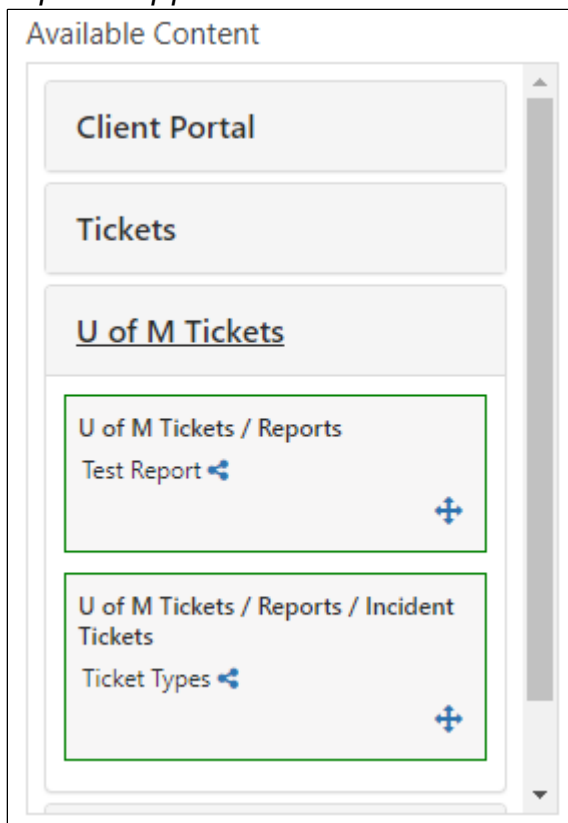 Available Content
Client Portal
Tickets
U of M Tickets
U of M Tickets / Reports
Test Report
U of M Tickets / Reports / Incident
Tickets
Ticket Types